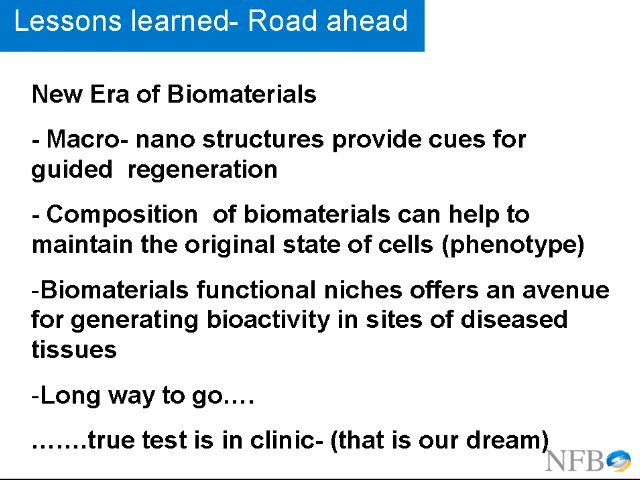 Lessons learned- Road ahead
New Era of Biomaterials
- Macro- nano structures provide cues for
guided  regeneration
- Composition  of biomaterials can help to
maintain the original state of cells (phenotype)
-Biomaterials functional niches offers an avenue
for generating bioactivity in sites of diseased
tissues
-Long way to go….
…….true test is in clinic- (that is our dream)
NFB